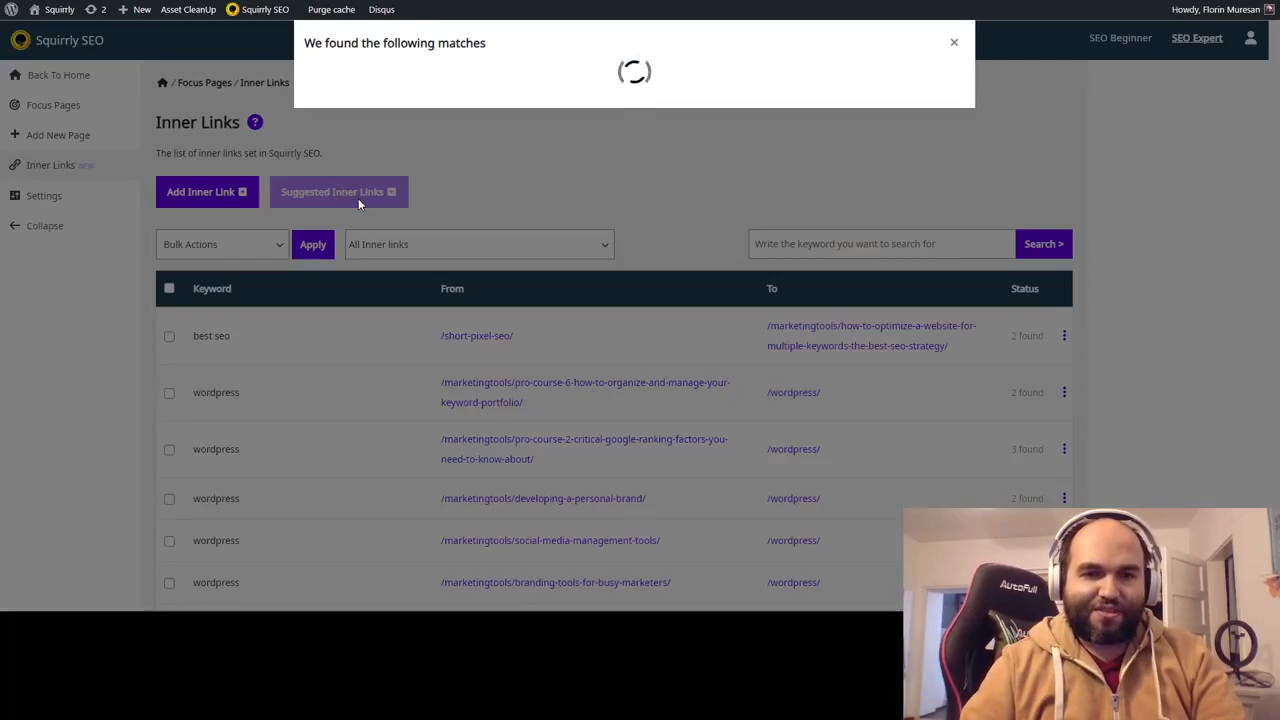 Squirrly
2
New
Asset CleanUp
Squirrly SEO
Purge cache
Disqus
Howdy, Florin Muresan
Squirrly SEO
We found the following matches
×
SEO Beginner
SEO Expert
Back To Home
Focus Pages
Add New Page
Inner Links new
Settings
Collapse
/ Focus Pages / Inner Links
Inner Links ?
The list of inner links set in Squirrly SEO.
Add Inner Link
Suggested Inner Links
Bulk Actions
Apply
All Inner links
Write the keyword you want to search for
Search >
Keyword From To Status
best seo
/short-pixel-seo/
/marketingtools/how-to-optimize-a-website-for-
multiple-keywords-the-best-seo-strategy/
2 found
wordpress
/marketingtools/pro-course-6-how-to-organize-and-manage-your-
keyword-portfolio/
/wordpress/
2 found
wordpress
/marketingtools/pro-course-2-critical-google-ranking-factors-you-
need-to-know-about/
/wordpress/
3 found
wordpress
/marketingtools/developing-a-personal-brand/
/wordpress/
2 found
wordpress
/marketingtools/social-media-management-tools/
/wordpress/
wordpress
/marketingtools/branding-tools-for-busy-marketers/
/wordpress/
AutoFull